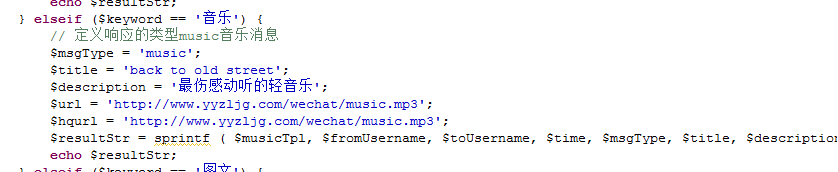 echo $resultStr;
} elseif ($keyword == '音乐') {
// 定义响应的类型music音乐消息
$msgType = 'music';
$title = 'back to old street';
$description = '最伤感动听的轻音乐';
$url = 'http://www.yyzljg.com/wechat/music.mp3';
$hqurl = 'http://www.yyzljg.com/wechat/music.mp3';
$resultStr = sprintf ( $musicTpl, $fromUsername, $toUsername, $time, $msgType, $title, $description
echo $resultStr;
} elseif ($keyword == '图文') {